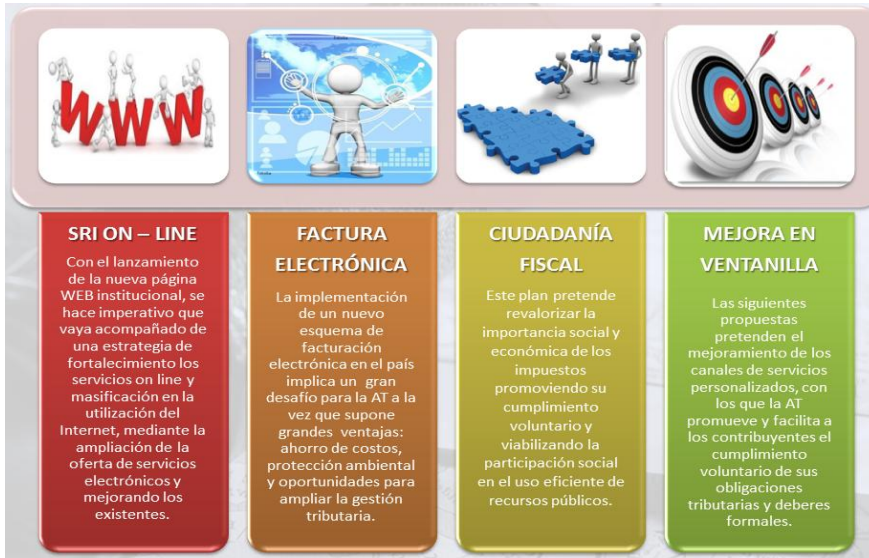 WWW
SRI ON – LINE
Con el lanzamiento
de la nueva página
WEB institucional, se
hace imperativo que
vaya acompañado de
una estrategia de
fortalecimiento los
servicios on line y
masificación en la
utilización del
Internet, mediante la
ampliación de la
oferta de servicios
electrónicos y
mejorando los
existentes.
FACTURA
ELECTRÓNICA
La implementación
de un nuevo
esquema de
facturación
electrónica en el país
implica un gran
desafío para la AT a la
vez que supone
grandes ventajas:
ahorro de costos,
protección ambiental
y oportunidades para
ampliar la gestión
tributaria.
CIUDADANÍA
FISCAL
Este plan pretende
revalorizar la
importancia social y
económica de los
impuestos
promoviendo su
cumplimiento
voluntario y
viabilizando la
participación social
en el uso eficiente de
recursos públicos.
MEJORA EN
VENTANILLA
Las siguientes
propuestas
pretenden el
mejoramiento de los
canales de servicios
personalizados, con
los que la AT
promueve y facilita a
los contribuyentes el
cumplimiento
voluntario de sus
obligaciones
tributarias y deberes
formales.